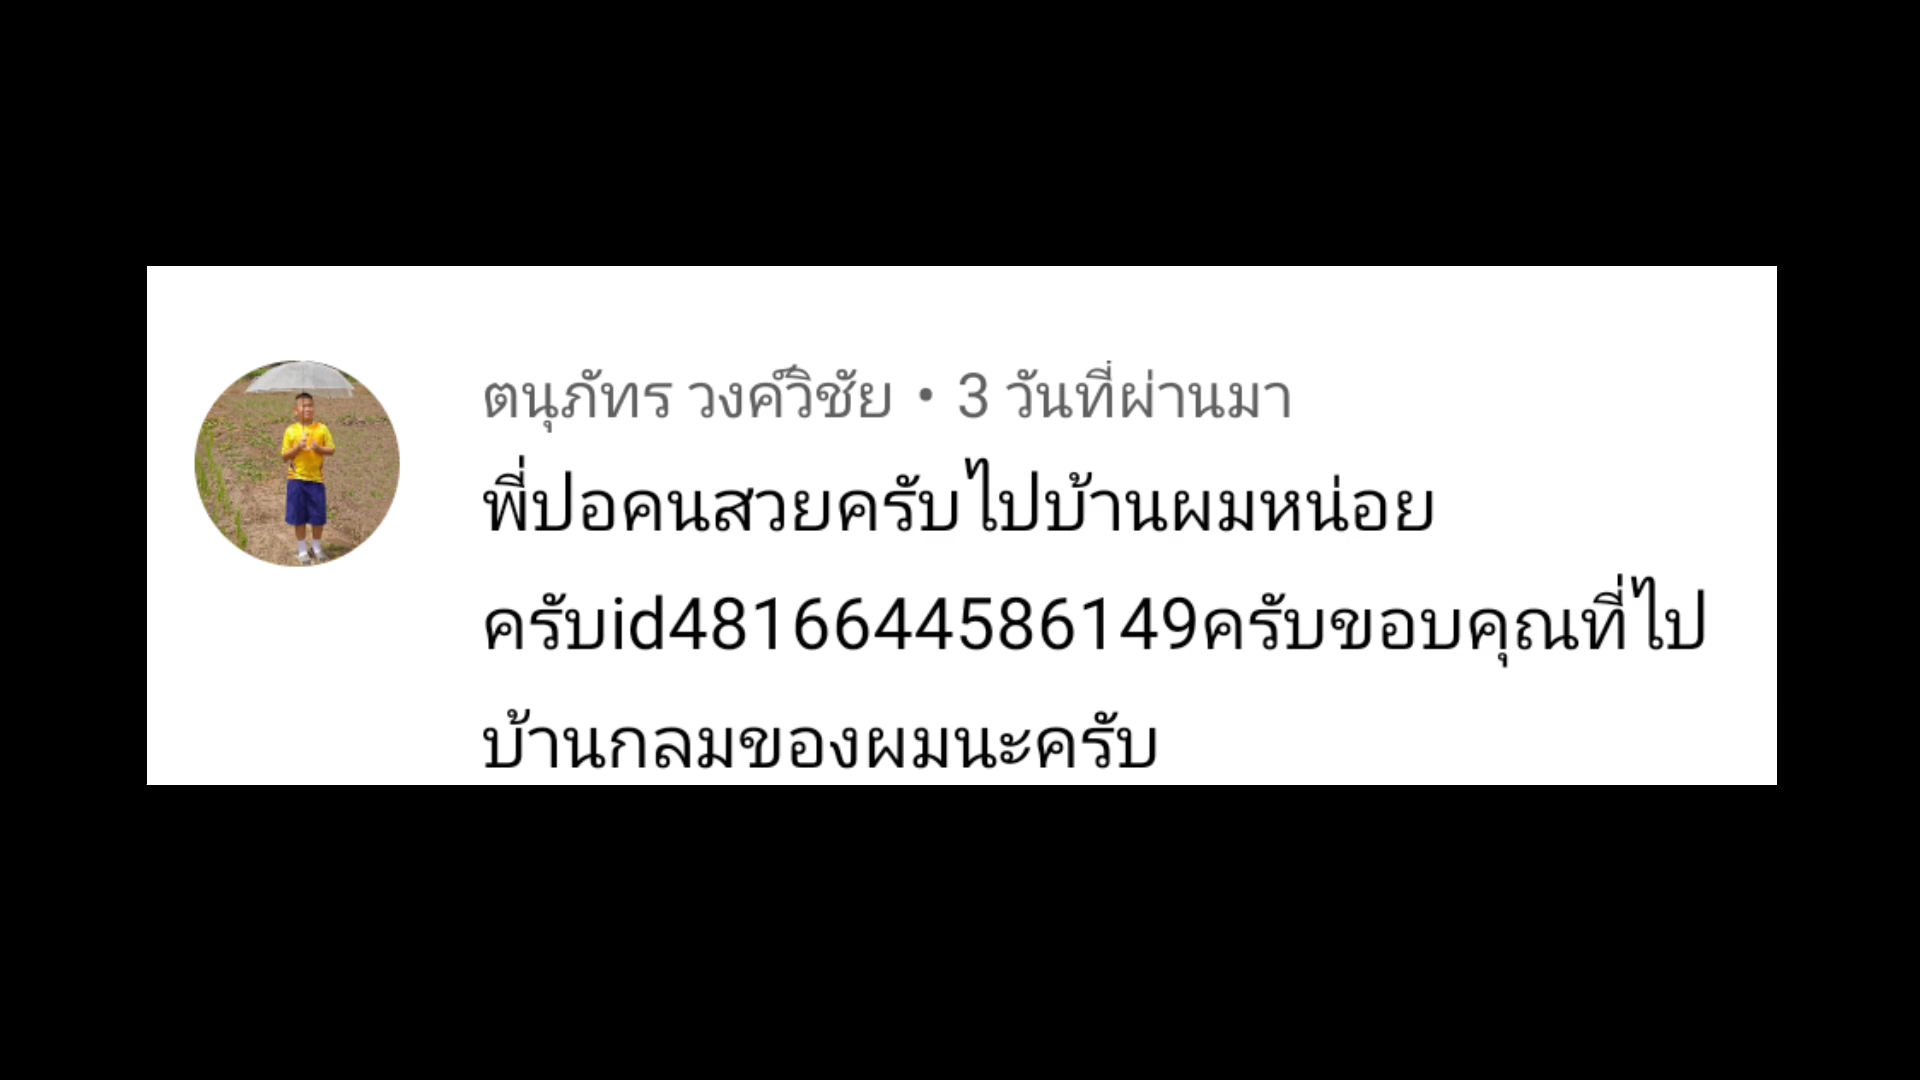 ตนุภัทร วงค์วิชัย • 3 วันที่ผ่านมา
พี่ปอคนสวยครับไปบ้านผมหน่อย
ครับid4816644586149ครับขอบคุณที่ไป
บ้านกลมของผมนะครับ